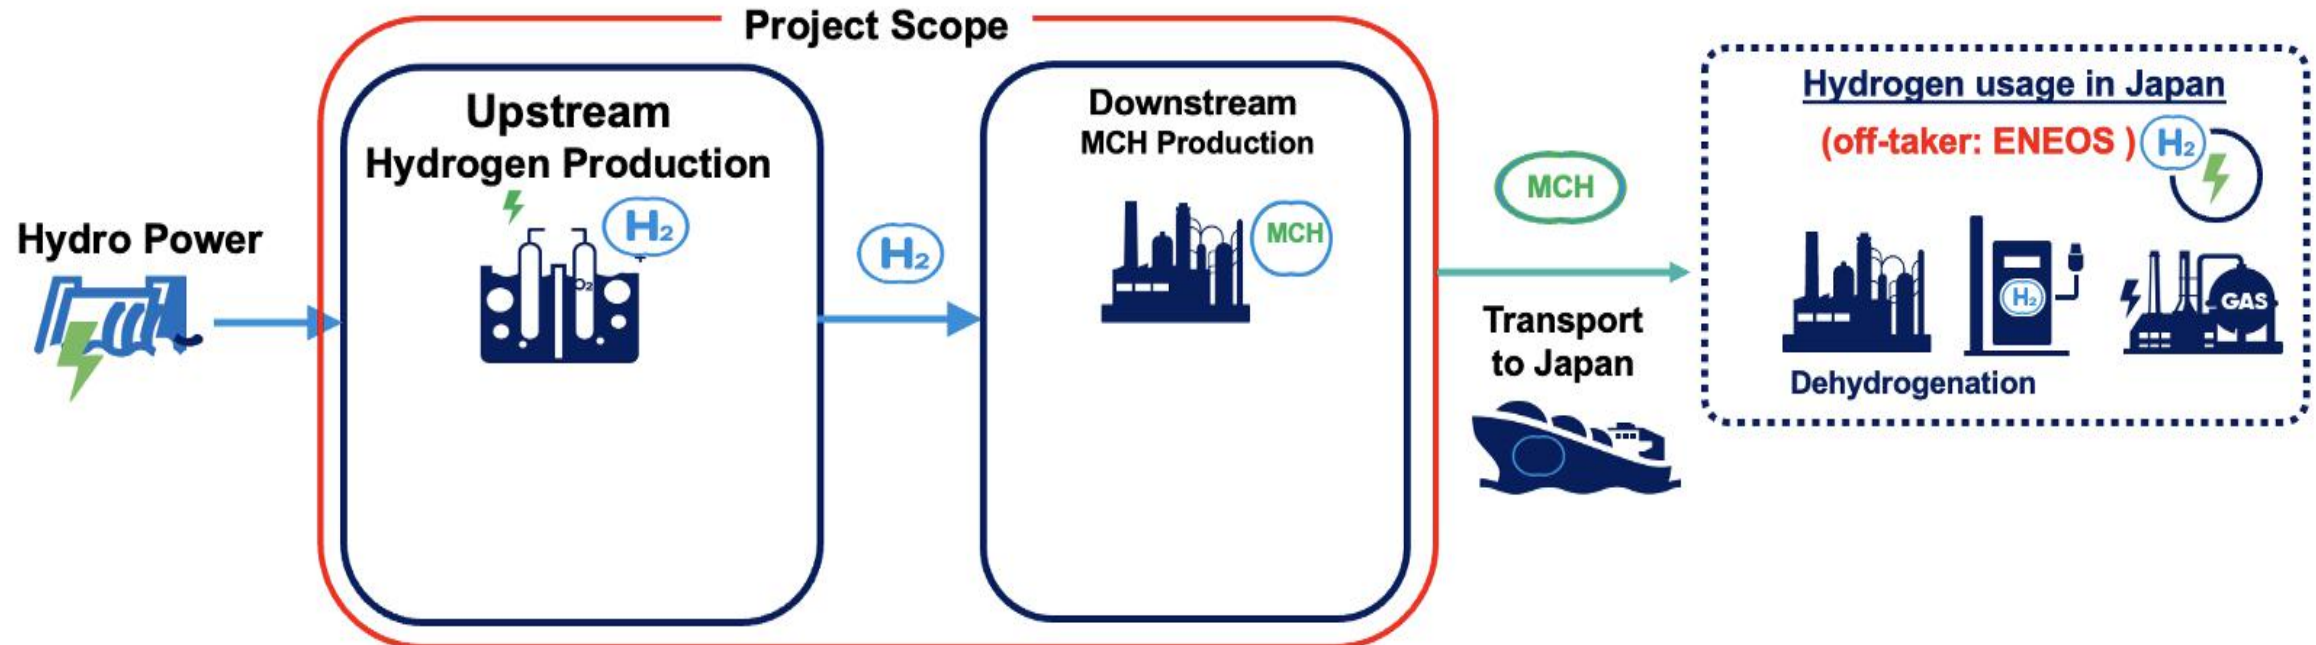 Project Scope
Hydro Power
Upstream
Hydrogen Production
H₂
O₂
H₂
Downstream
MCH Production
MCH
MCH
Transport
to Japan
Hydrogen usage in Japan
(off-taker: ENEOS )
H₂
H₂
GAS
Dehydrogenation